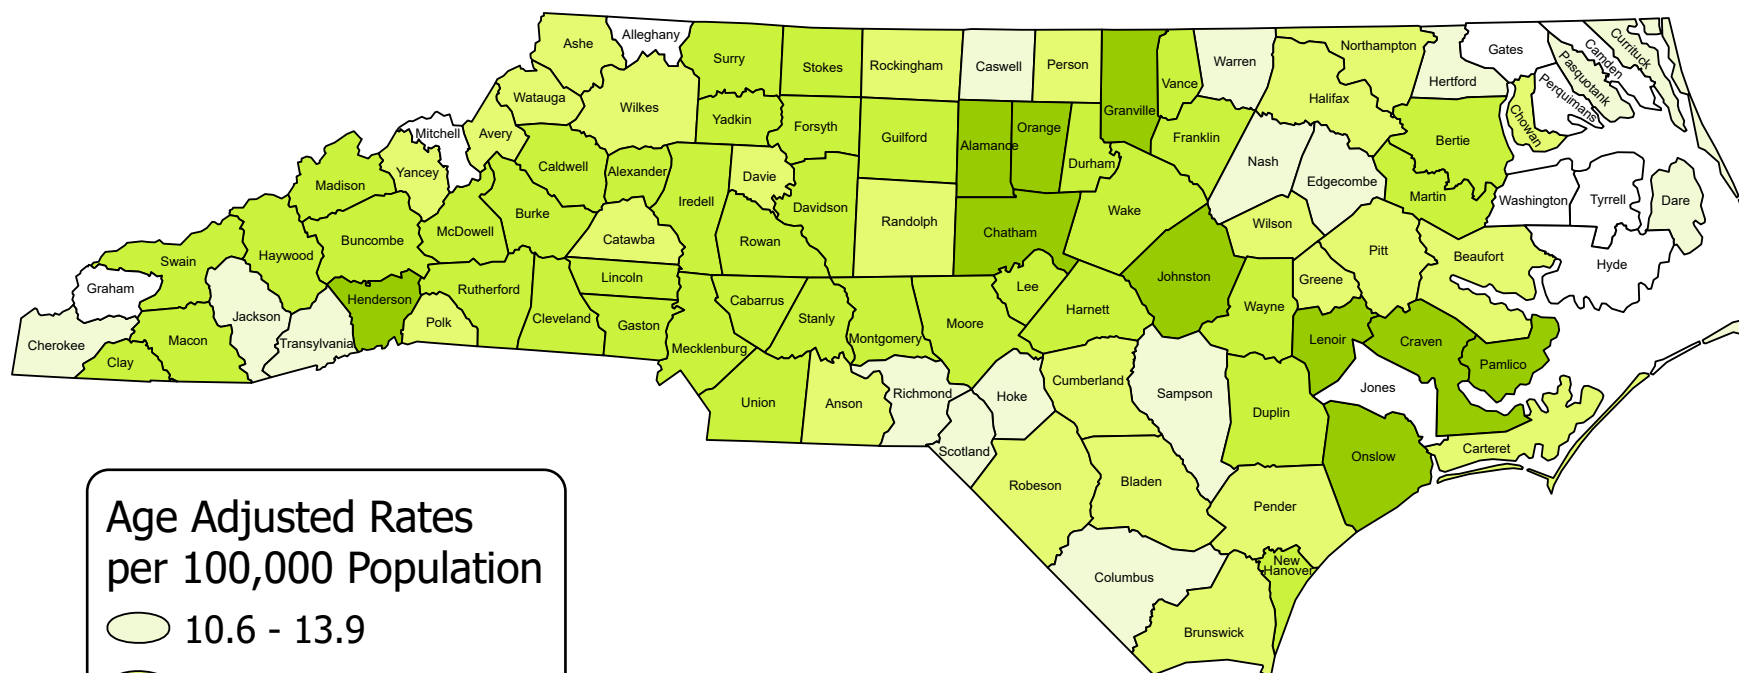 Ashe
Alleghany
Surry
Stokes
Rockingham
Caswell
Person
Granville
Vance
Warren
Northampton
Halifax
Hertford
Gates
Currituck
Camden
Pasquotank
Perquimans
Chowan
Bertie
Watauga
Wilkes
Yadkin
Forsyth
Guilford
Alamance
Orange
Durham
Franklin
Nash
Edgecombe
Martin
Washington
Tyrrell
Dare
Mitchell
Avery
Yancey
Madison
Caldwell
Alexander
Iredell
Davie
Davidson
Randolph
Chatham
Wake
Wilson
Pitt
Beaufort
Hyde
Buncombe
McDowell
Burke
Catawba
Rowan
Haywood
Swain
Graham
Cherokee
Clay
Macon
Jackson
Transylvania
Henderson
Polk
Rutherford
Cleveland
Lincoln
Gaston
Mecklenburg
Cabarrus
Stanly
Montgomery
Moore
Lee
Harnett
Johnston
Wayne
Greene
Lenoir
Craven
Pamlico
Jones
Carteret
Onslow
Duplin
Sampson
Cumberland
Hoke
Richmond
Scotland
Anson
Union
Robeson
Bladen
Pender
New
Hanover
Columbus
Brunswick
Age Adjusted Rates
per 100,000 Population
10.6 - 13.9